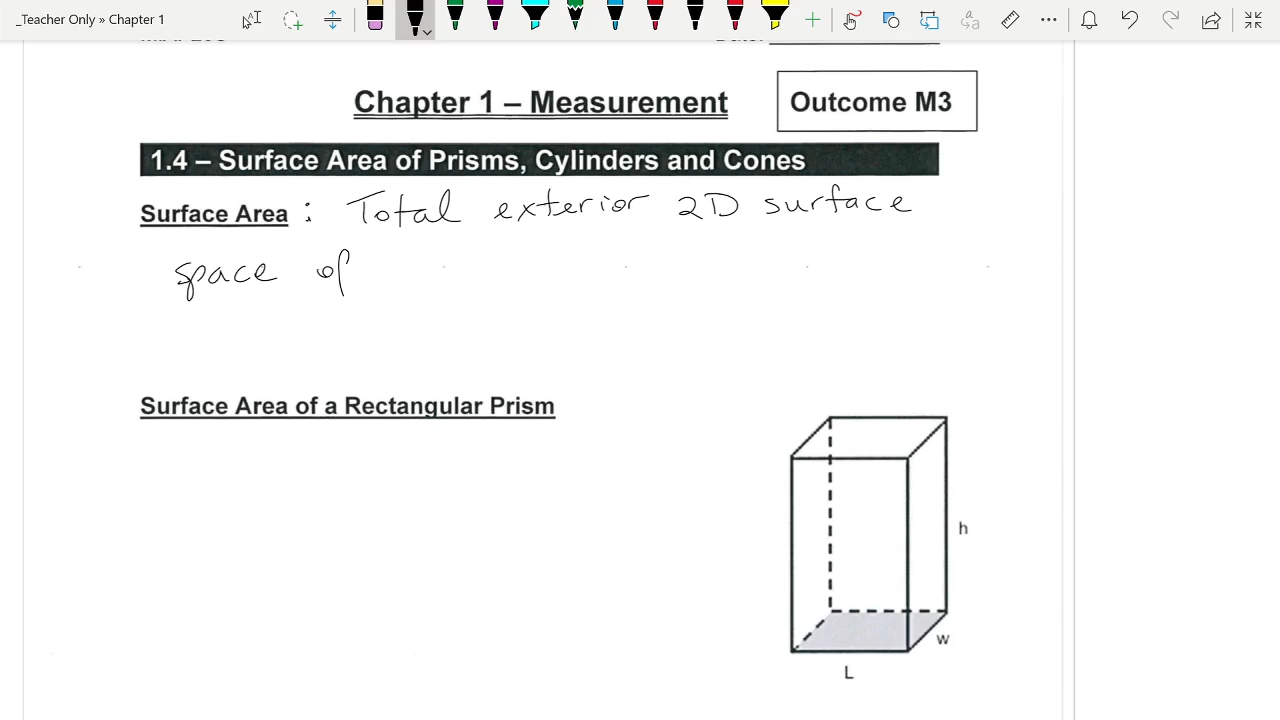 _Teacher Only » Chapter 1
Chapter 1 – Measurement
Outcome M3
1.4 – Surface Area of Prisms, Cylinders and Cones
Surface Area : Total exterior 2D surface
space of
Surface Area of a Rectangular Prism
h
w
L